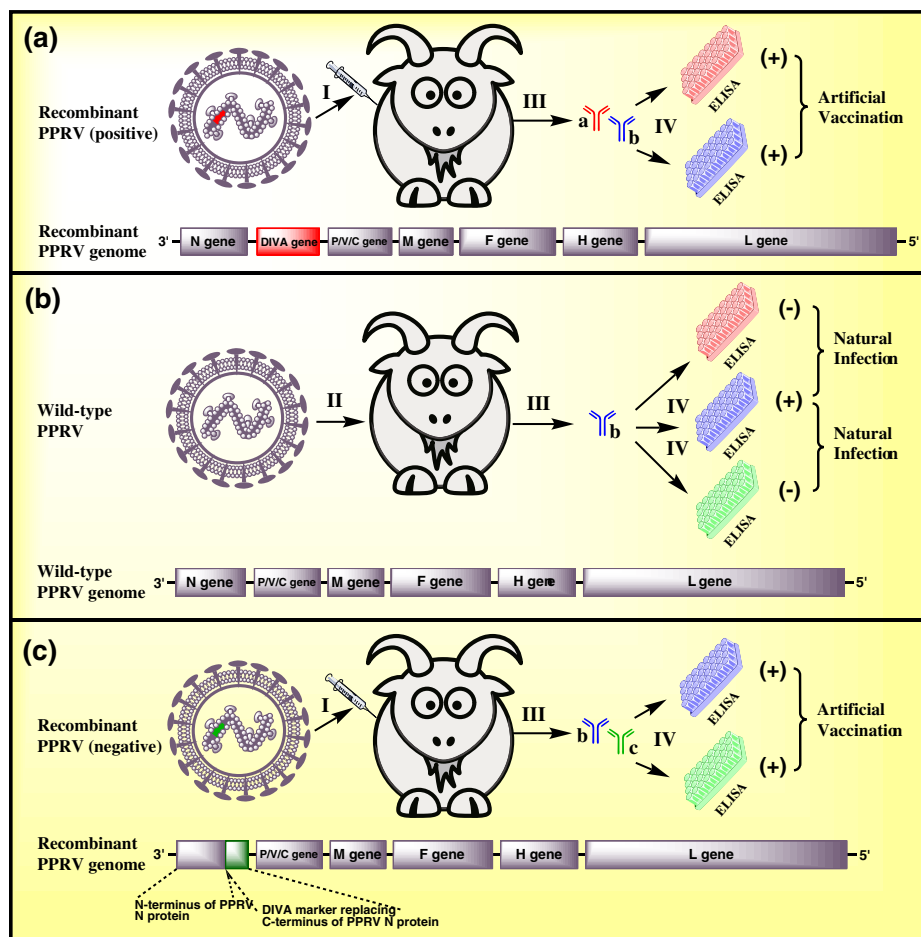 (a)
Recombinant
PPRV (positive)
I
III
a
b
IV
ELISA
(+)
ELISA
(+)
Artificial
Vaccination
Recombinant
PPRV genome
3' N gene DIVA gene P/V/C gene M gene F gene H gene L gene 5'
(b)
Wild-type
PPRV
II
III
b
IV
IV
ELISA
(-)
ELISA
(+)
ELISA
(-)
Natural
Infection
Natural
Infection
Wild-type
PPRV genome
3' N gene P/V/C gene M gene F gene H gene L gene 5'
(c)
Recombinant
PPRV (negative)
I
III
b
c
IV
ELISA
(+)
ELISA
(+)
Artificial
Vaccination
Recombinant
PPRV genome
3' P/V/C gene M gene F gene H gene L gene 5'
N-terminus of PPRV
N protein
DIVA marker replacing
C-terminus of PPRV N protein